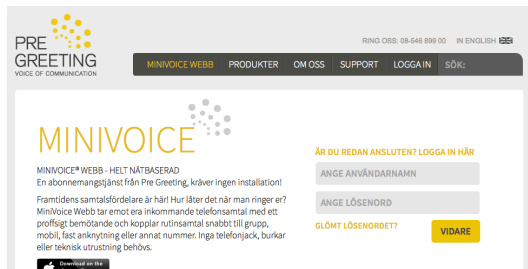 PRE
GREETING
VOICE OF COMMUNICATION
RING OSS: 08-546 899 00 IN ENGLISH
MINIVOICE WEBB PRODUKTER OM OSS SUPPORT LOGGA IN SÖK:
MINIVOICE
MINIVOICE® WEBB - HELT NÄTBASERAD
En abonnemangstjänst från Pre Greeting, kräver ingen installation!
Framtidens samtalsfördelare är här! Hur låter det när man ringer er?
MiniVoice Webb tar emot era inkommande telefonsamtal med ett
proffsigt bemötande och kopplar rutinsamtal snabbt till grupp,
mobil, fast anknytning eller annat nummer. Inga telefonjack, burkar
eller teknisk utrustning behövs.
Download on the
ÄR DU REDAN ANSLUTEN? LOGGA IN HÄR
ANGE ANVÄNDARNAMN
ANGE LÖSENORD
GLÖMT LÖSENORDET?
VIDARE